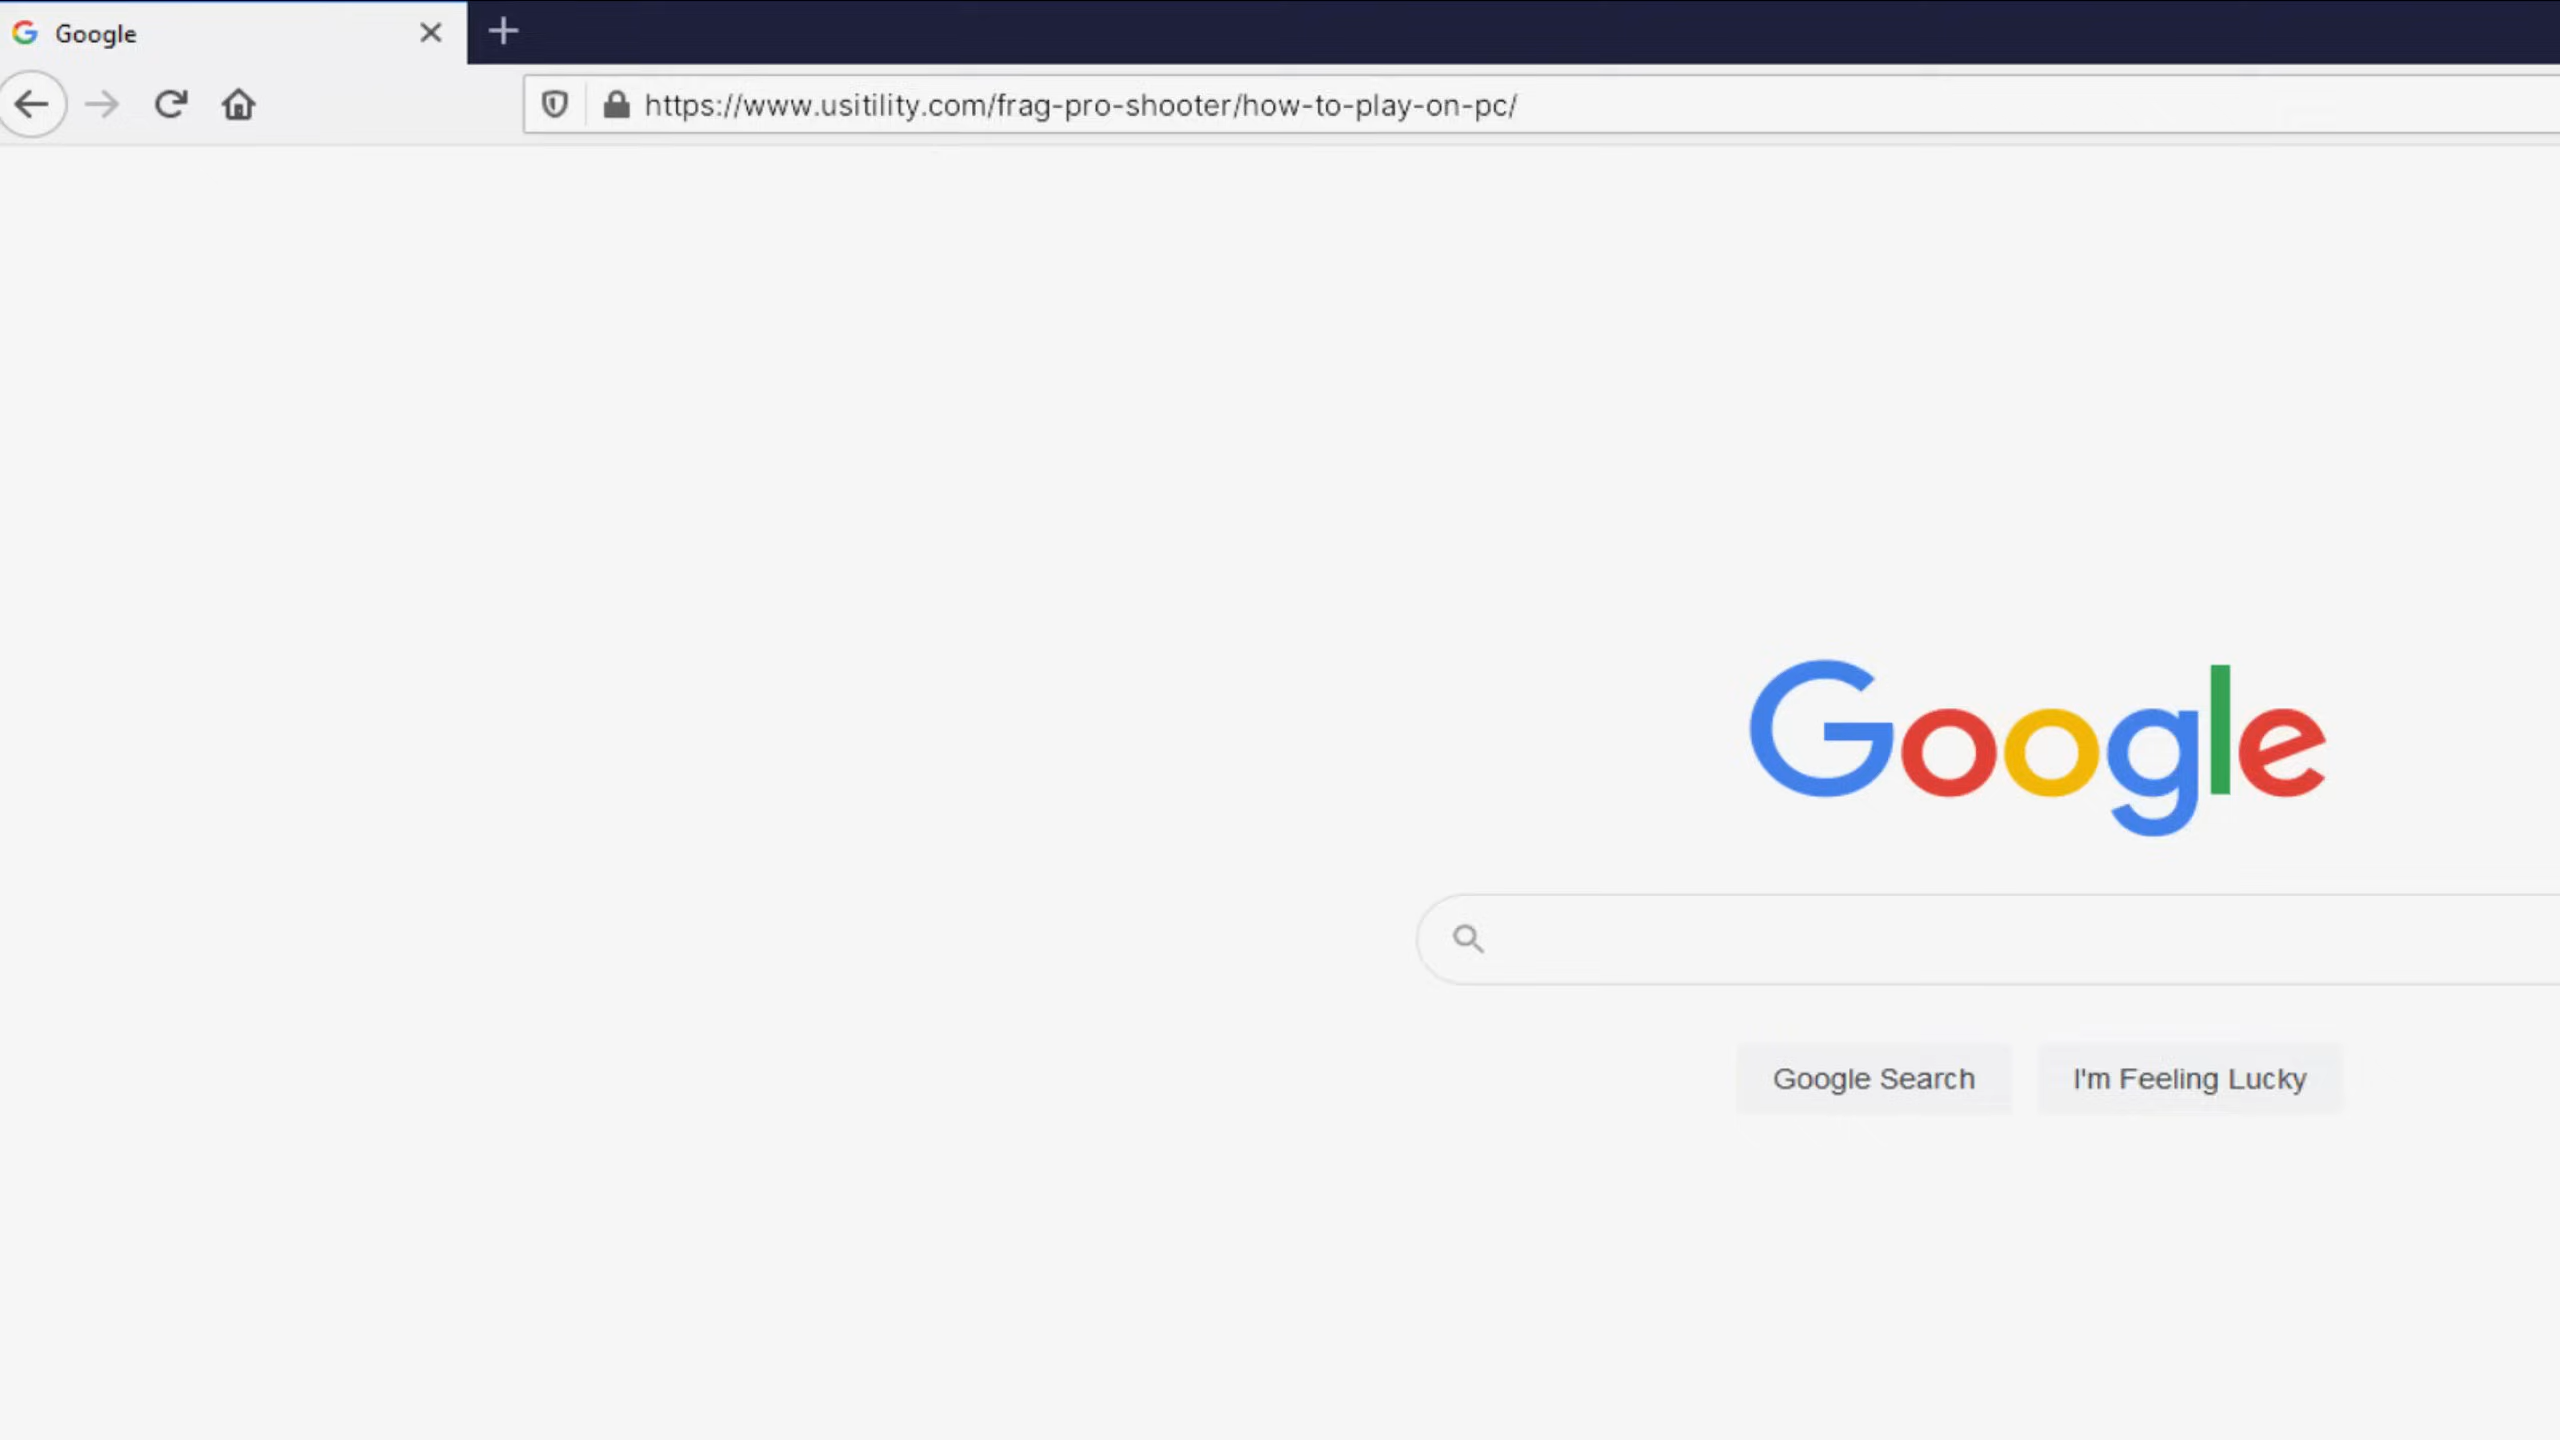 Google
https://www.usitility.com/frag-pro-shooter/how-to-play-on-pc/
Google
Google Search
I'm Feeling Lucky